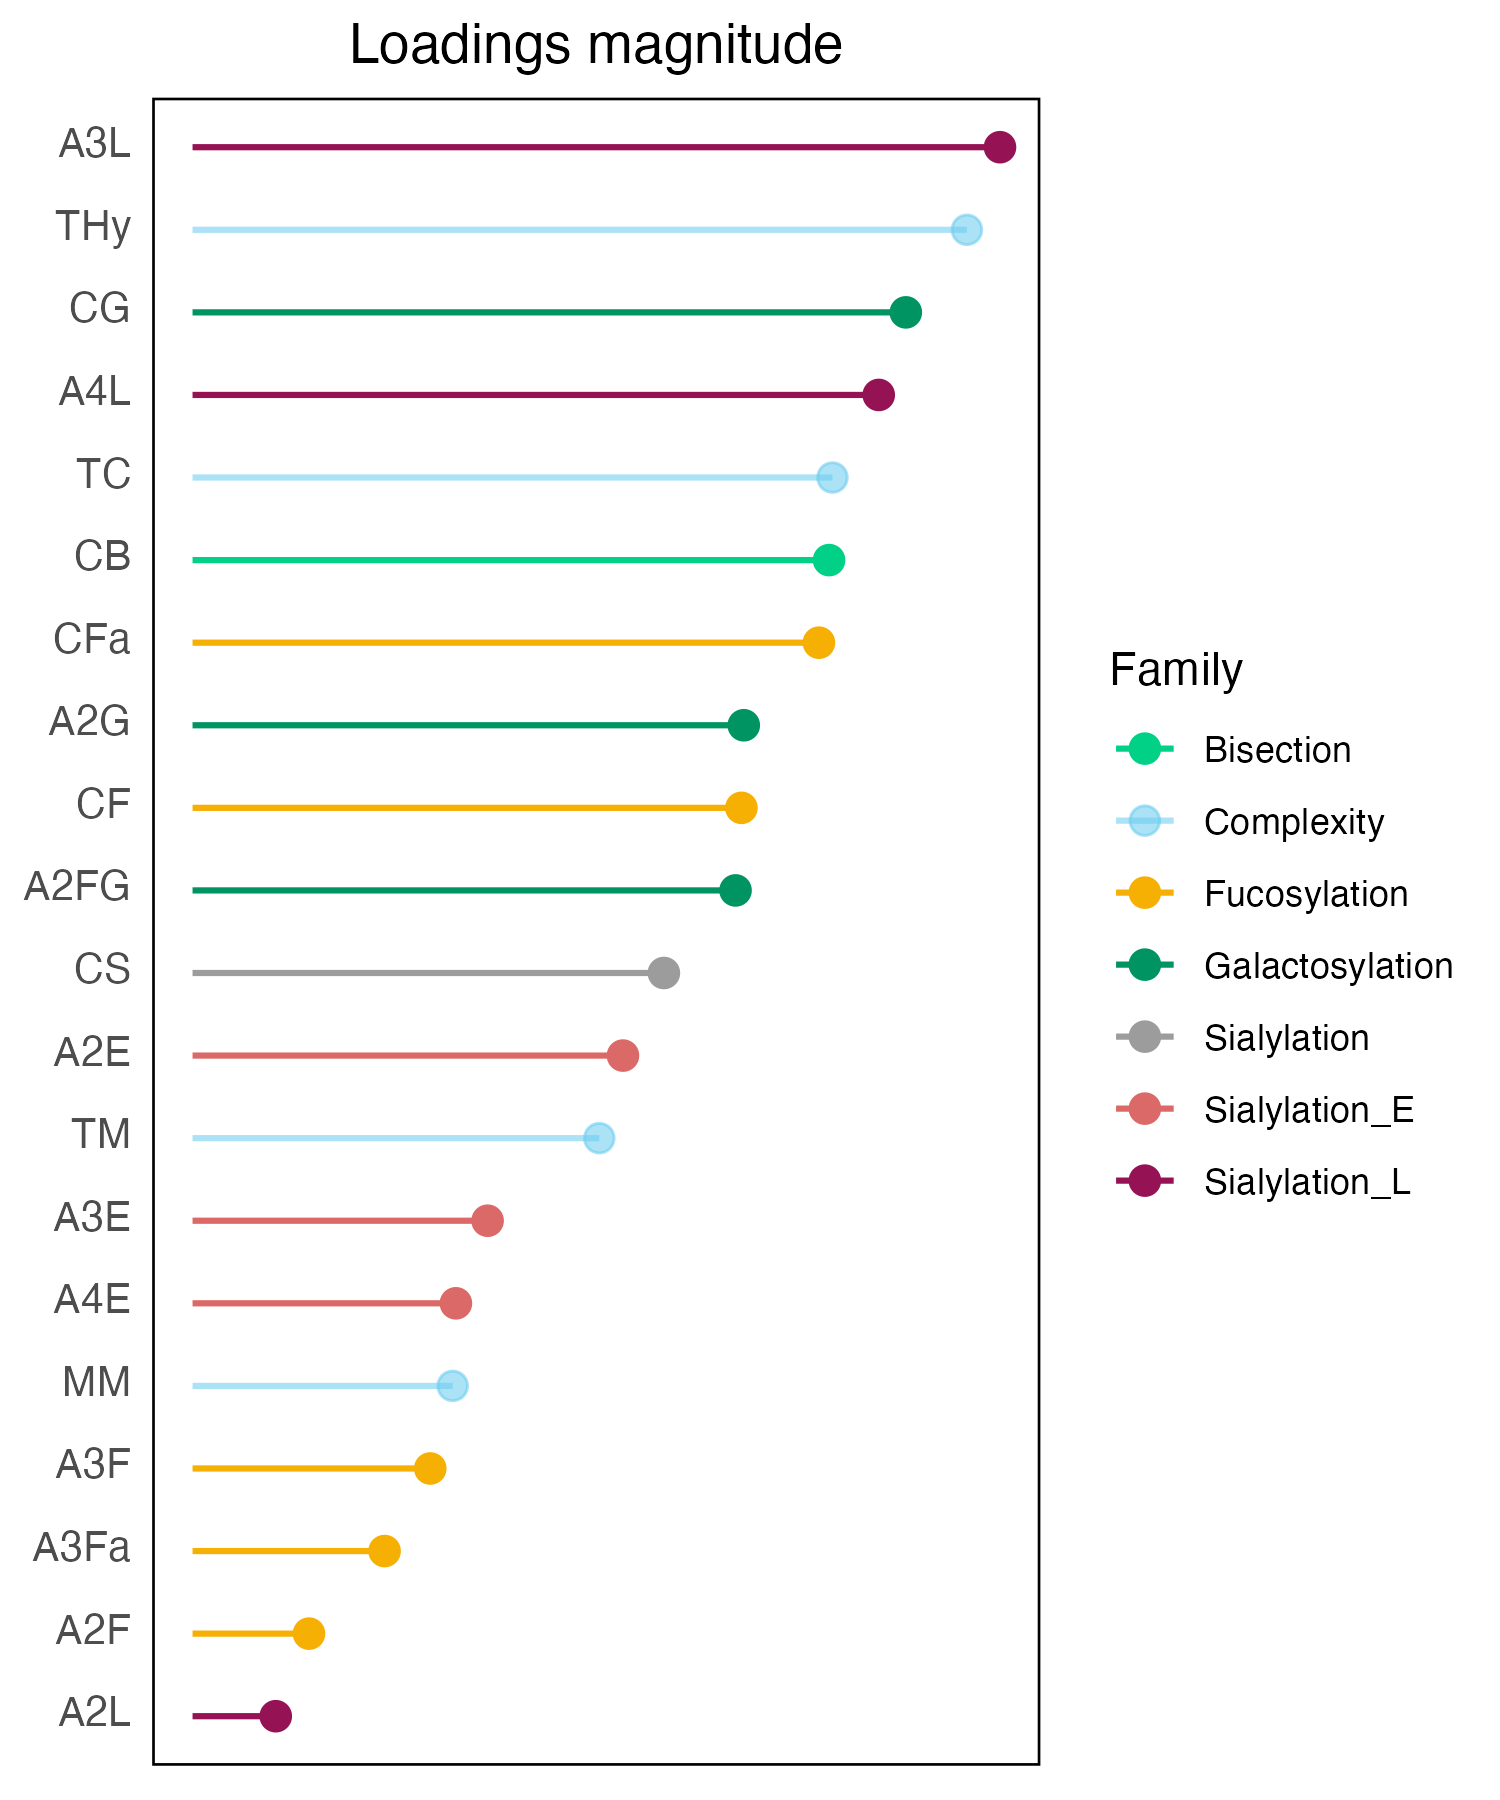 Loadings magnitude
A3L
THy
CG
A4L
TC
CB
CFa
A2G
CF
A2FG
CS
A2E
TM
A3E
A4E
MM
A3F
A3Fa
A2F
A2L
Family
Bisection
Complexity
Fucosylation
Galactosylation
Sialylation
Sialylation_E
Sialylation_L